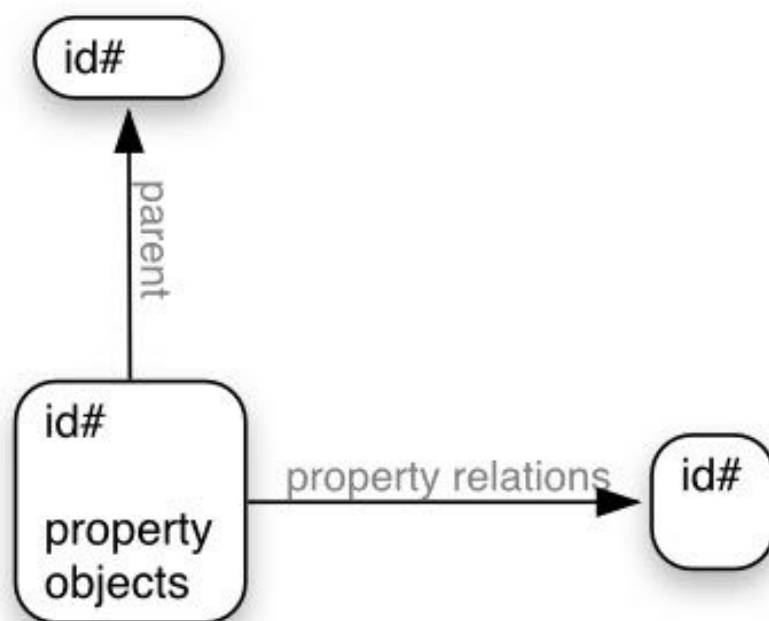 id#
parent
id#
property
objects
property relations
id#